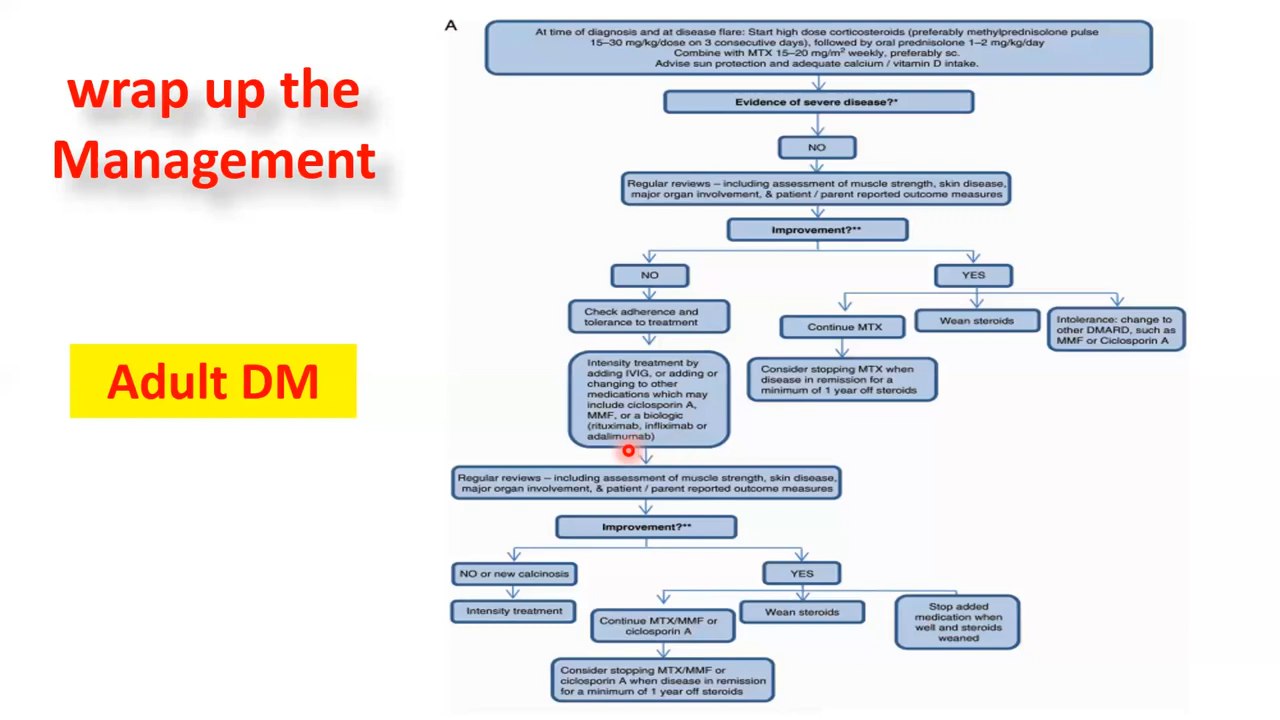 wrap up the
Management
Adult DM
A
At time of diagnosis and at disease flare: Start high dose corticosteroids (preferably methylprednisolone pulse
15–30 mg/kg/dose on 3 consecutive days), followed by oral prednisolone 1–2 mg/kg/day
Combine with MTX 15–20 mg/m² weekly, preferably sc.
Advise sun protection and adequate calcium / vitamin D intake.
Evidence of severe disease?*
NO
Regular reviews – including assessment of muscle strength, skin disease,
major organ involvement, & patient / parent reported outcome measures
Improvement?**
NO
YES
Check adherence and
tolerance to treatment
Continue MTX
Wean steroids
Intolerance: change to
other DMARD, such as
MMF or Ciclosporin A
Intensity treatment by
adding IVIG, or adding or
changing to other
medications which may
include ciclosporin A,
MMF, or a biologic
(rituximab, infliximab or
adalimumab)
Consider stopping MTX when
disease in remission for a
minimum of 1 year off steroids
Regular reviews – including assessment of muscle strength, skin disease,
major organ involvement, & patient / parent reported outcome measures
Improvement?**
NO or new calcinosis
YES
Intensity treatment
Continue MTX/MMF or
ciclosporin A
Wean steroids
Stop added
medication when
well and steroids
weaned
Consider stopping MTX/MMF or
ciclosporin A when disease in remission
for a minimum of 1 year off steroids